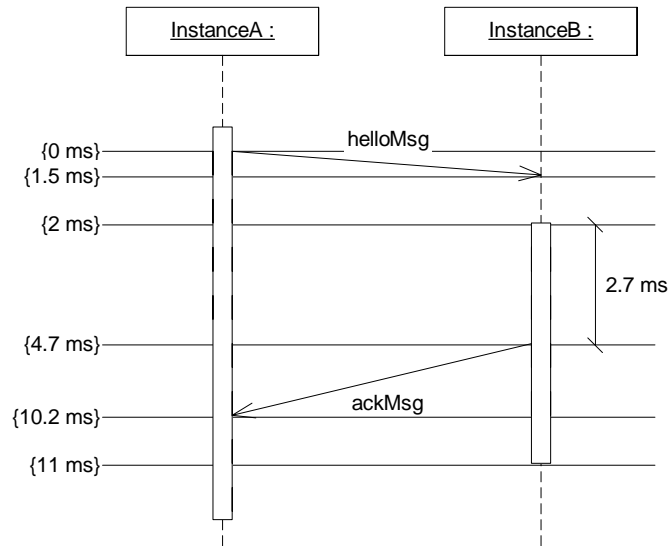 InstanceA :
InstanceB :
helloMsg
{0 ms}
{1.5 ms}
{2 ms}
2.7 ms
{4.7 ms}
ackMsg
{10.2 ms}
{11 ms}